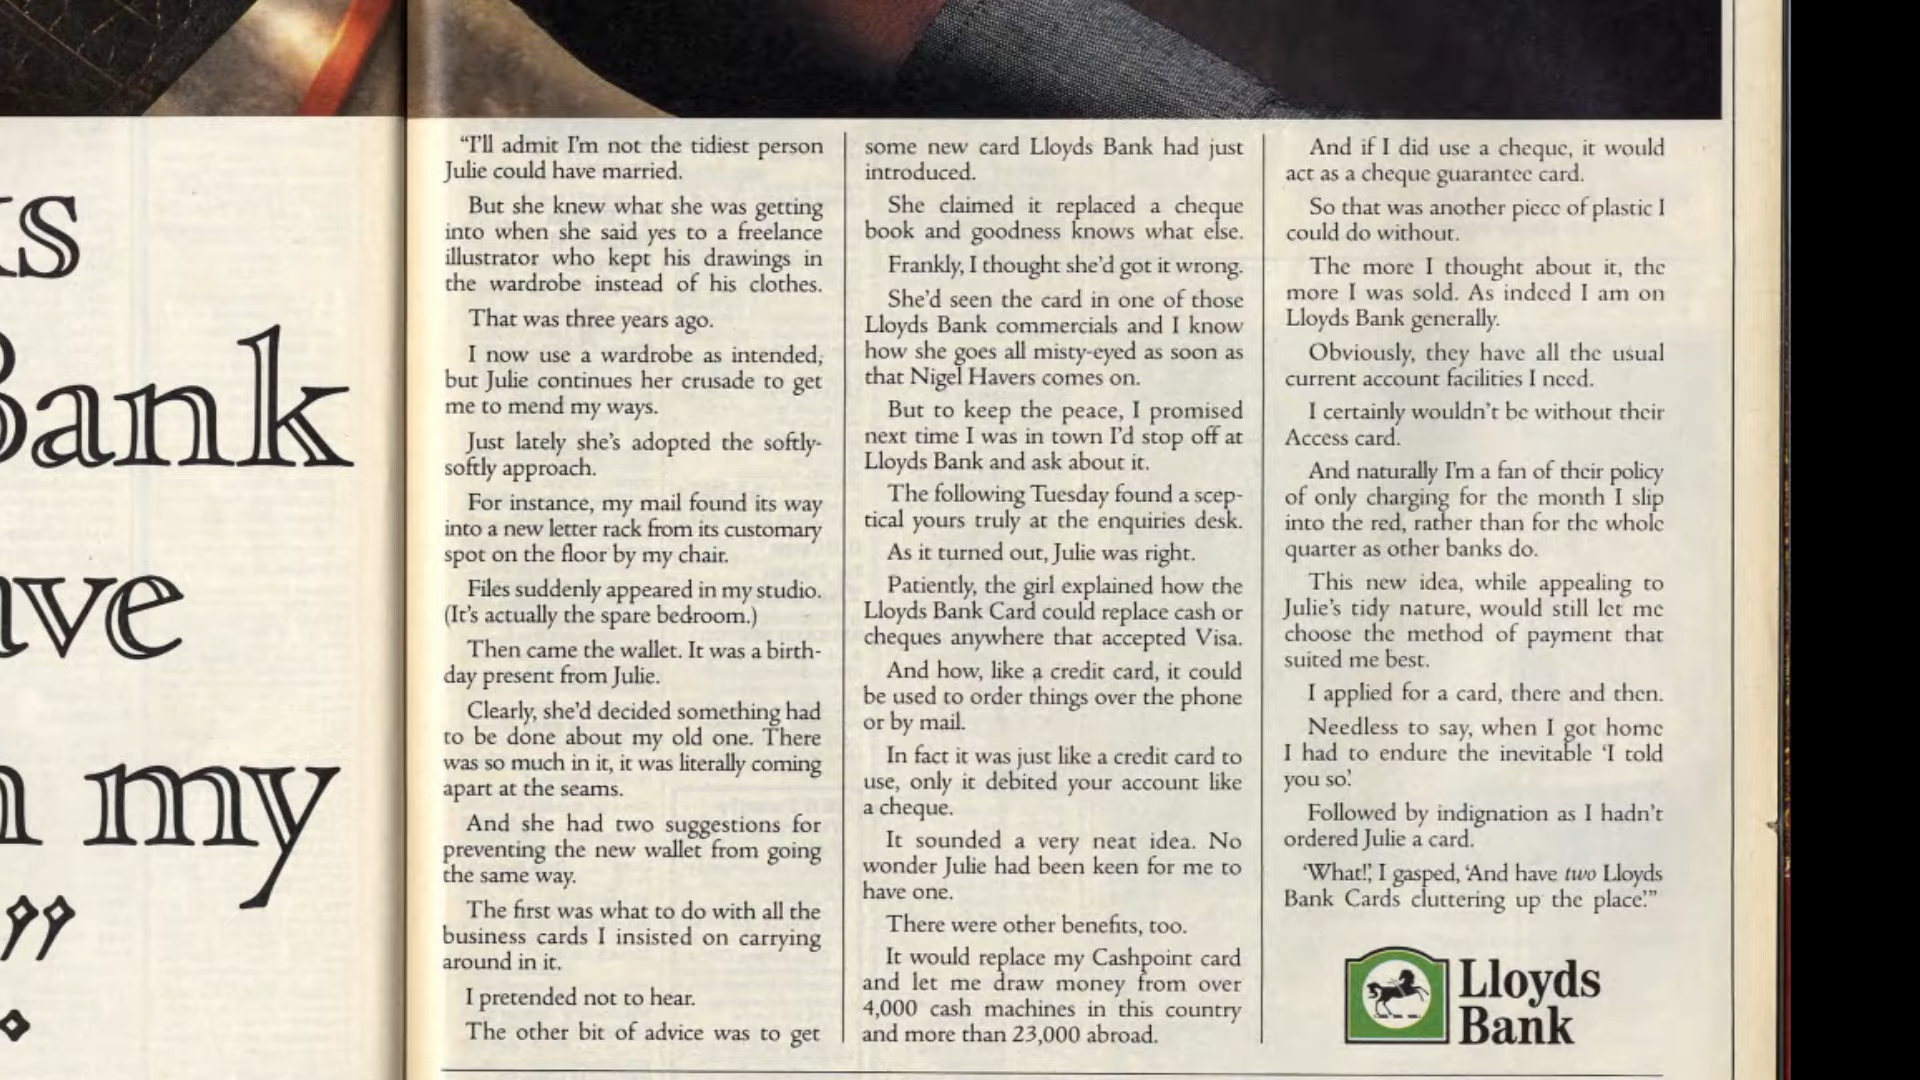 ks
Bank
ave
n my
”
“I’ll admit I’m not the tidiest person
Julie could have married.
But she knew what she was getting
into when she said yes to a freelance
illustrator who kept his drawings in
the wardrobe instead of his clothes.
That was three years ago.
I now use a wardrobe as intended,
but Julie continues her crusade to get
me to mend my ways.
Just lately she’s adopted the softly-
softly approach.
For instance, my mail found its way
into a new letter rack from its customary
spot on the floor by my chair.
Files suddenly appeared in my studio.
(It’s actually the spare bedroom.)
Then came the wallet. It was a birth-
day present from Julie.
Clearly, she’d decided something had
to be done about my old one. There
was so much in it, it was literally coming
apart at the seams.
And she had two suggestions for
preventing the new wallet from going
the same way.
The first was what to do with all the
business cards I insisted on carrying
around in it.
I pretended not to hear.
The other bit of advice was to get
some new card Lloyds Bank had just
introduced.
She claimed it replaced a cheque
book and goodness knows what else.
Frankly, I thought she’d got it wrong.
She’d seen the card in one of those
Lloyds Bank commercials and I know
how she goes all misty-eyed as soon as
that Nigel Havers comes on.
But to keep the peace, I promised
next time I was in town I’d stop off at
Lloyds Bank and ask about it.
The following Tuesday found a scep-
tical yours truly at the enquiries desk.
As it turned out, Julie was right.
Patiently, the girl explained how the
Lloyds Bank Card could replace cash or
cheques anywhere that accepted Visa.
And how, like a credit card, it could
be used to order things over the phone
or by mail.
In fact it was just like a credit card to
use, only it debited your account like
a cheque.
It sounded a very neat idea. No
wonder Julie had been keen for me to
have one.
There were other benefits, too.
It would replace my Cashpoint card
and let me draw money from over
4,000 cash machines in this country
and more than 23,000 abroad.
And if I did use a cheque, it would
act as a cheque guarantee card.
So that was another piece of plastic I
could do without.
The more I thought about it, the
more I was sold. As indeed I am on
Lloyds Bank generally.
Obviously, they have all the usual
current account facilities I need.
I certainly wouldn’t be without their
Access card.
And naturally I’m a fan of their policy
of only charging for the month I slip
into the red, rather than for the whole
quarter as other banks do.
This new idea, while appealing to
Julie’s tidy nature, would still let me
choose the method of payment that
suited me best.
I applied for a card, there and then.
Needless to say, when I got home
I had to endure the inevitable ‘I told
you so’.
Followed by indignation as I hadn’t
ordered Julie a card.
‘What!’, I gasped, ‘And have two Lloyds
Bank Cards cluttering up the place’.”
Lloyds
Bank